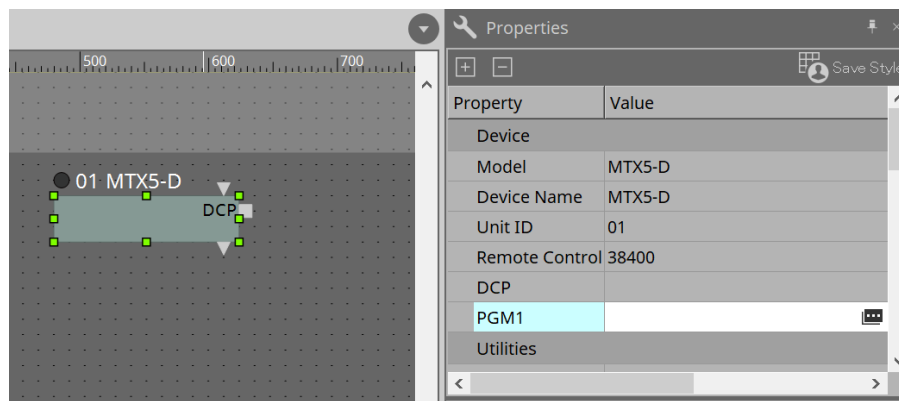 Properties
500 600 700
Save Style
Property Value
Device
01 MTX5-D
Model MTX5-D
Device Name MTX5-D
DCP
Unit ID 01
Remote Control 38400
DCP
PGM1
Utilities